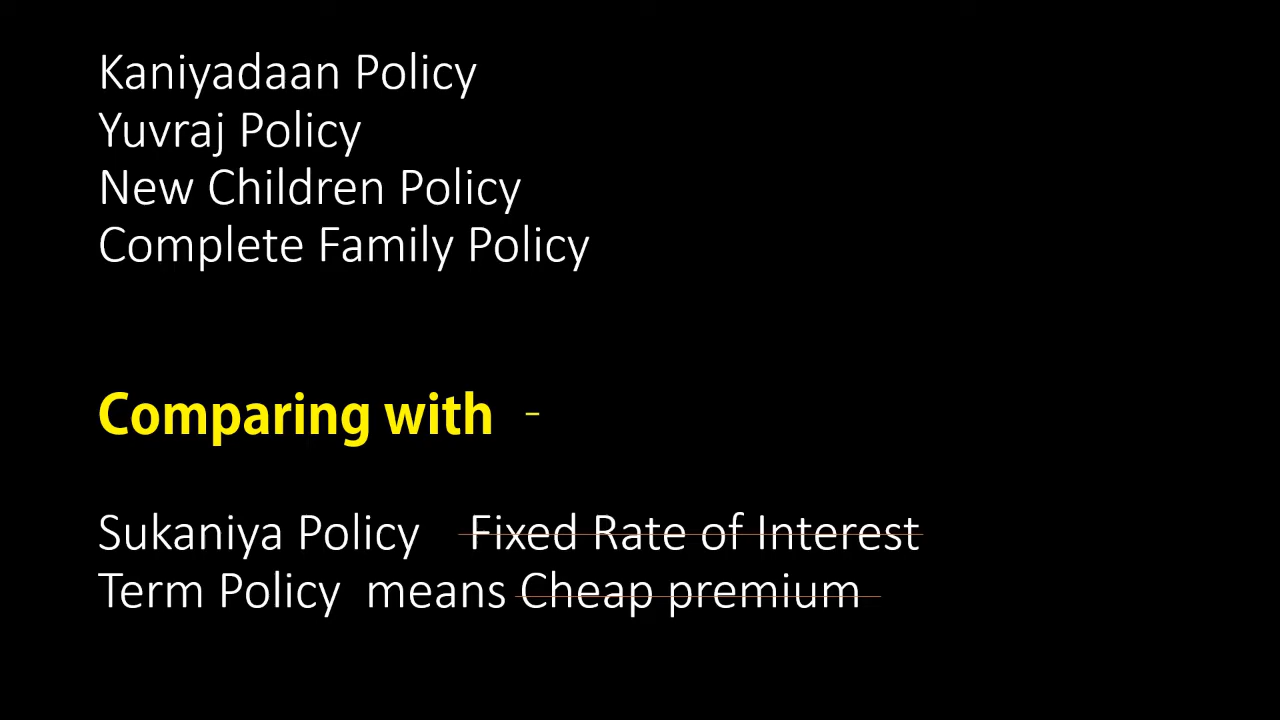 Kaniyadaan Policy
Yuvraj Policy
New Children Policy
Complete Family Policy
Comparing with -
Sukaniya Policy Fixed Rate of Interest
Term Policy means Cheap premium